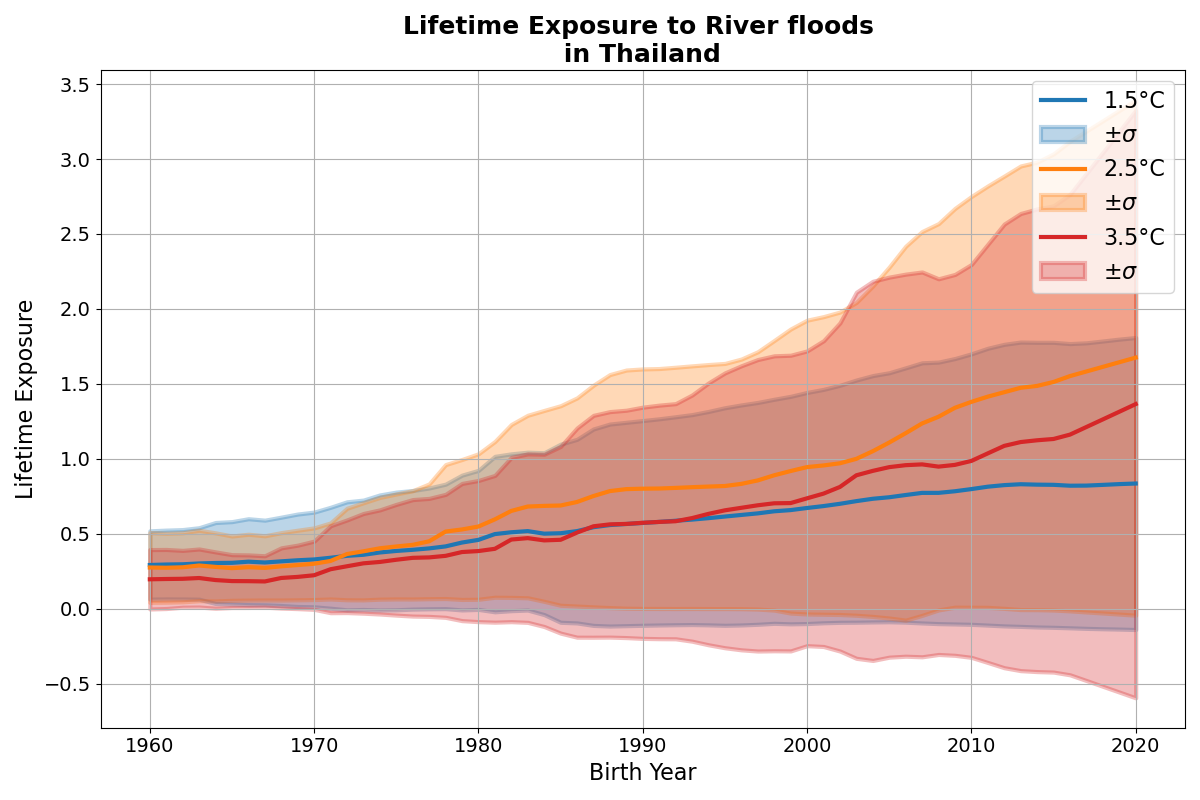 Lifetime Exposure to River floods
in Thailand
3.5
3.0
2.5
2.0
1.5
1.0
0.5
0.0
−0.5
Lifetime Exposure
1960
1970
1980
1990
2000
2010
2020
Birth Year
1.5°C
±σ
2.5°C
±σ
3.5°C
±σ